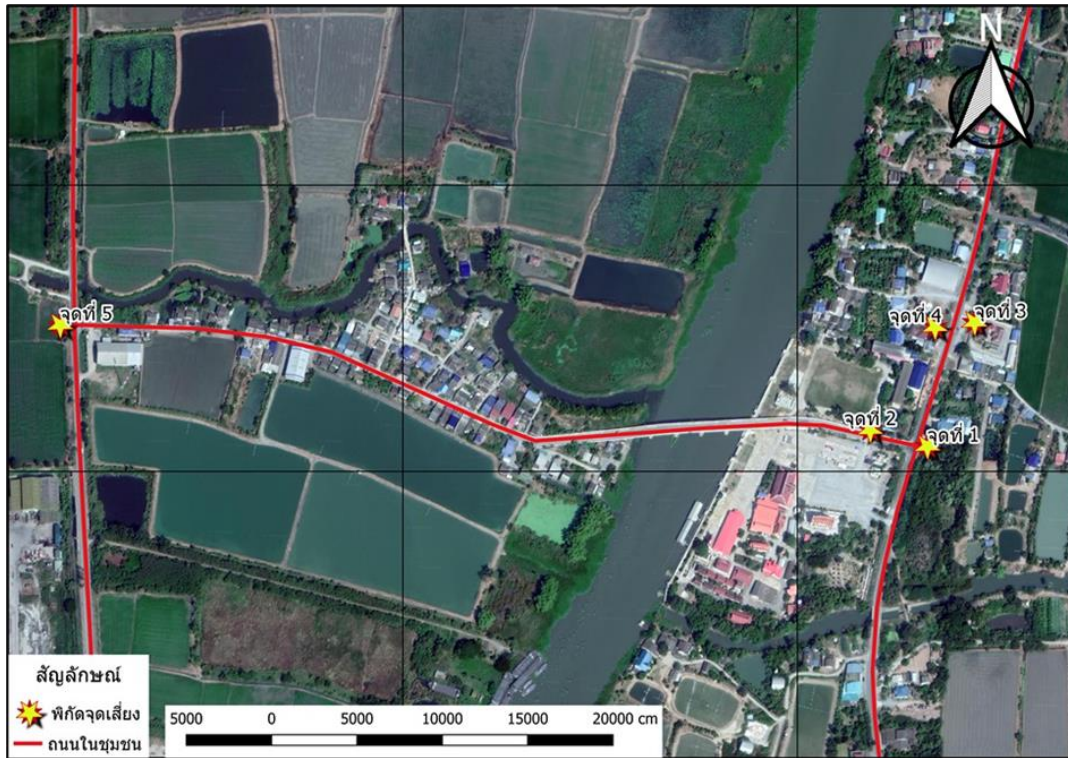 N
จุดที่ 5
จุดที่ 4
จุดที่ 3
จุดที่ 2
จุดที่ 1
สัญลักษณ์
พิกัดจุดเสี่ยง
ถนนในชุมชน
5000 0 5000 10000 15000 20000 cm